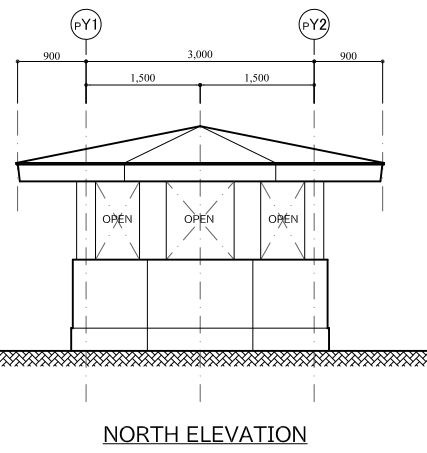 PY1 PY2
900 3,000 900
1,500 1,500
OPEN OPEN OPEN
NORTH ELEVATION